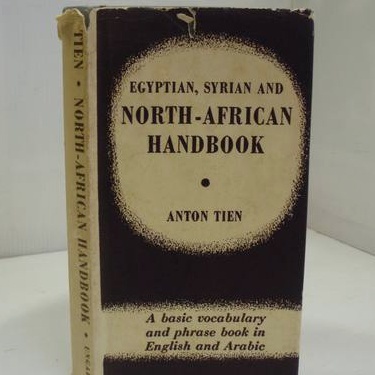 EGYPTIAN, SYRIAN AND
NORTH-AFRICAN
HANDBOOK
•
ANTON TIEN
A basic vocabulary
and phrase book in
English and Arabic
TIEN • NORTH-AFRICAN HANDBOOK •